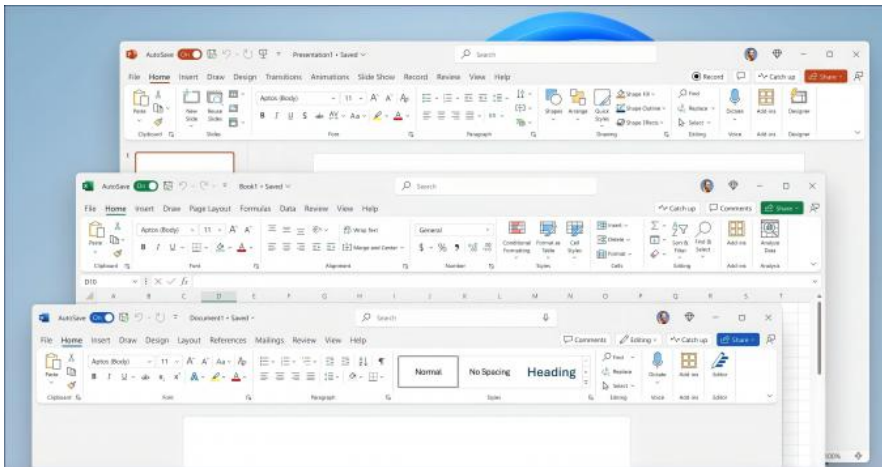 AutoSave On Presentation1 • Saved Search
File Home Insert Draw Design Transitions Animations Slide Show Record Review View Help Record Catch up Share
Paste New Slide Reuse Slides Aptos (Body) 11 Shapes Arrange Quick Styles Shape Fill Shape Outline Shape Effects Find Replace Select Dictate Add-ins Designer
Clipboard Slides Font Paragraph Drawing Editing Voice Add-ins Designer
1
AutoSave On Book1 • Saved Search
File Home Insert Draw Page Layout Formulas Data Review View Help Catch up Comments Share
Paste Aptos (Body) 11 Wrap Text Merge and Center General Conditional Formatting Format as Table Cell Styles Insert Delete Format Sort & Filter Find & Select Add-ins Analyze Data
Clipboard Font Alignment Number Styles Cells Editing Add-ins Analysis
D10 fx
A B C D E F G H I J K L M N O P Q R S T
AutoSave On Document1 • Saved Search
File Home Insert Draw Design Layout References Mailings Review View Help Comments Editing Catch up Share
Paste Aptos (Body) 11 Normal No Spacing Heading Find Replace Select Dictate Add-ins Editor
Clipboard Font Paragraph Styles Editing Voice Add-ins Editor
100%